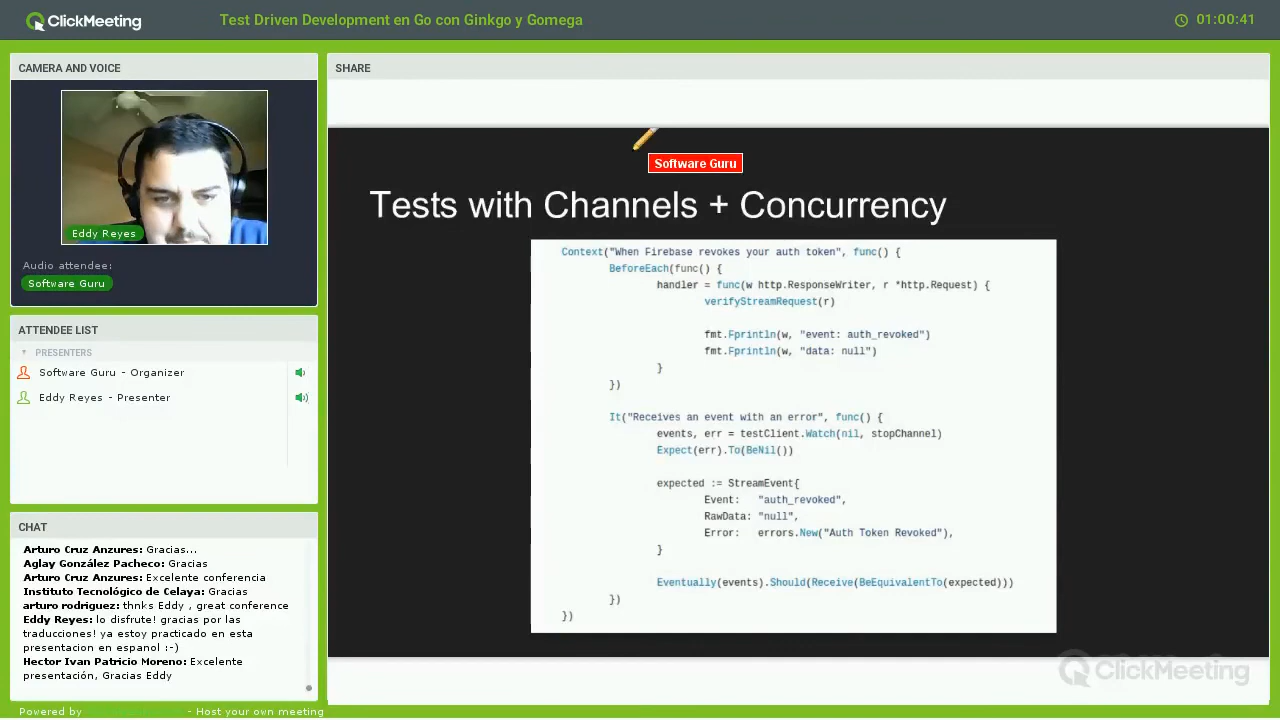 ClickMeeting
Test Driven Development en Go con Ginkgo y Gomega
01:00:41
CAMERA AND VOICE
Eddy Reyes
Audio attendee:
Software Guru
ATTENDEE LIST
PRESENTERS
Software Guru - Organizer
Eddy Reyes - Presenter
CHAT
Arturo Cruz Anzures: Gracias...
Aglay González Pacheco: Gracias
Arturo Cruz Anzures: Excelente conferencia
Instituto Tecnológico de Celaya: Gracias
arturo rodriguez: thnks Eddy , great conference
Eddy Reyes: lo disfrute! gracias por las
traducciones! ya estoy practicado en esta
presentacion en espanol :-)
Hector Ivan Patricio Moreno: Excelente
presentación, Gracias Eddy
Powered by
- Host your own meeting
SHARE
Software Guru
Tests with Channels + Concurrency
Context("When Firebase revokes your auth token", func() {
BeforeEach(func() {
handler = func(w http.ResponseWriter, r *http.Request) {
verifyStreamRequest(r)
fmt.Fprintln(w, "event: auth_revoked")
fmt.Fprintln(w, "data: null")
}
})
It("Receives an event with an error", func() {
events, err = testClient.Watch(nil, stopChannel)
Expect(err).To(BeNil())
expected := StreamEvent{
Event: "auth_revoked",
RawData: "null",
Error: errors.New("Auth Token Revoked"),
}
Eventually(events).Should(Receive(BeEquivalentTo(expected)))
})
})
ClickMeeting